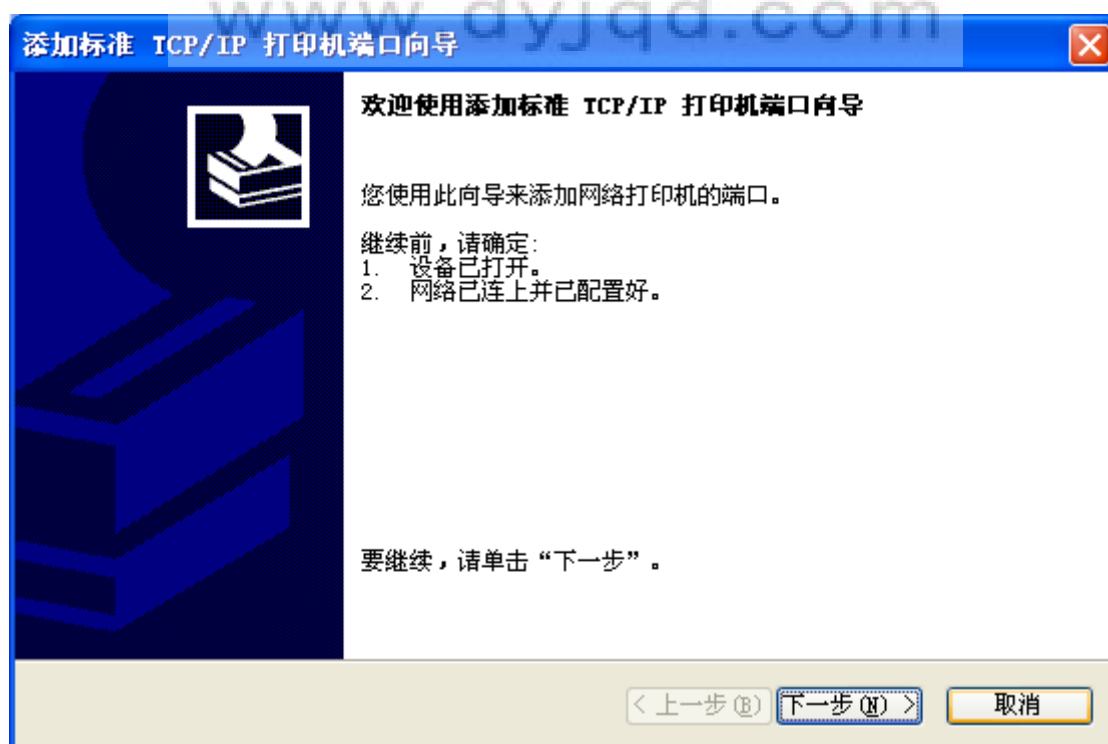 www.dyjqd.com
添加标准 TCP/IP 打印机端口向导
欢迎使用添加标准 TCP/IP 打印机端口向导
您使用此向导来添加网络打印机的端口。
继续前，请确定:
1. 设备已打开。
2. 网络已连上并已配置好。
要继续，请单击“下一步”。
< 上一步(B) 下一步(N) > 取消